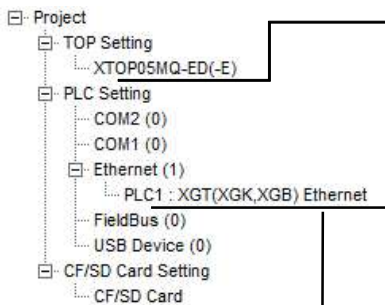 Project
TOP Setting
XTOP05MQ-ED(-E)
PLC Setting
COM2 (0)
COM1 (0)
Ethernet (1)
PLC1 : XGT(XGK,XGB) Ethernet
FieldBus (0)
USB Device (0)
CF/SD Card Setting
CF/SD Card